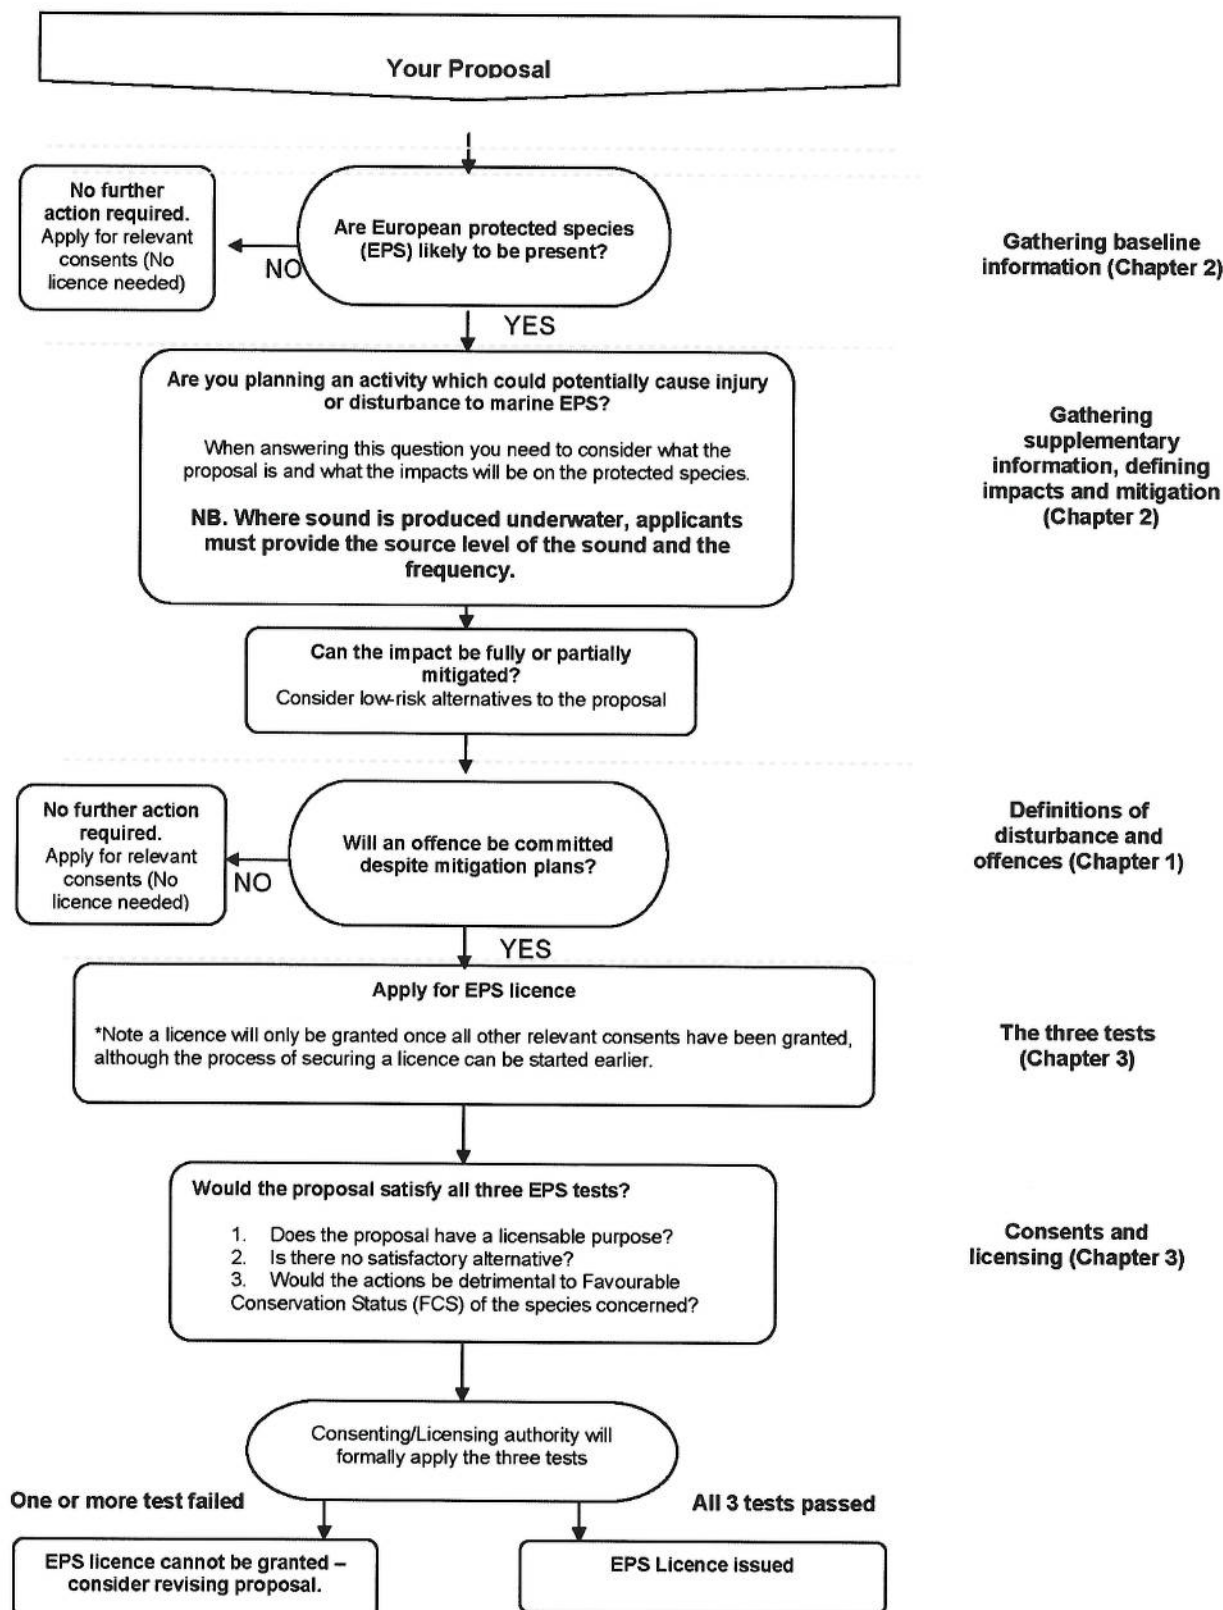 Your Proposal
No further
action required.
Apply for relevant
consents (No
licence needed)
NO
Are European protected species
(EPS) likely to be present?
Gathering baseline
information (Chapter 2)
YES
Are you planning an activity which could potentially cause injury
or disturbance to marine EPS?
When answering this question you need to consider what the
proposal is and what the impacts will be on the protected species.
NB. Where sound is produced underwater, applicants
must provide the source level of the sound and the
frequency.
Gathering
supplementary
information, defining
impacts and mitigation
(Chapter 2)
Can the impact be fully or partially
mitigated?
Consider low-risk alternatives to the proposal
No further action
required.
Apply for relevant
consents (No
licence needed)
NO
Will an offence be committed
despite mitigation plans?
Definitions of
disturbance and
offences (Chapter 1)
YES
Apply for EPS licence
*Note a licence will only be granted once all other relevant consents have been granted,
although the process of securing a licence can be started earlier.
The three tests
(Chapter 3)
Would the proposal satisfy all three EPS tests?
1. Does the proposal have a licensable purpose?
2. Is there no satisfactory alternative?
3. Would the actions be detrimental to Favourable
Conservation Status (FCS) of the species concerned?
Consents and
licensing (Chapter 3)
Consenting/Licensing authority will
formally apply the three tests
One or more test failed
All 3 tests passed
EPS licence cannot be granted –
consider revising proposal.
EPS Licence issued